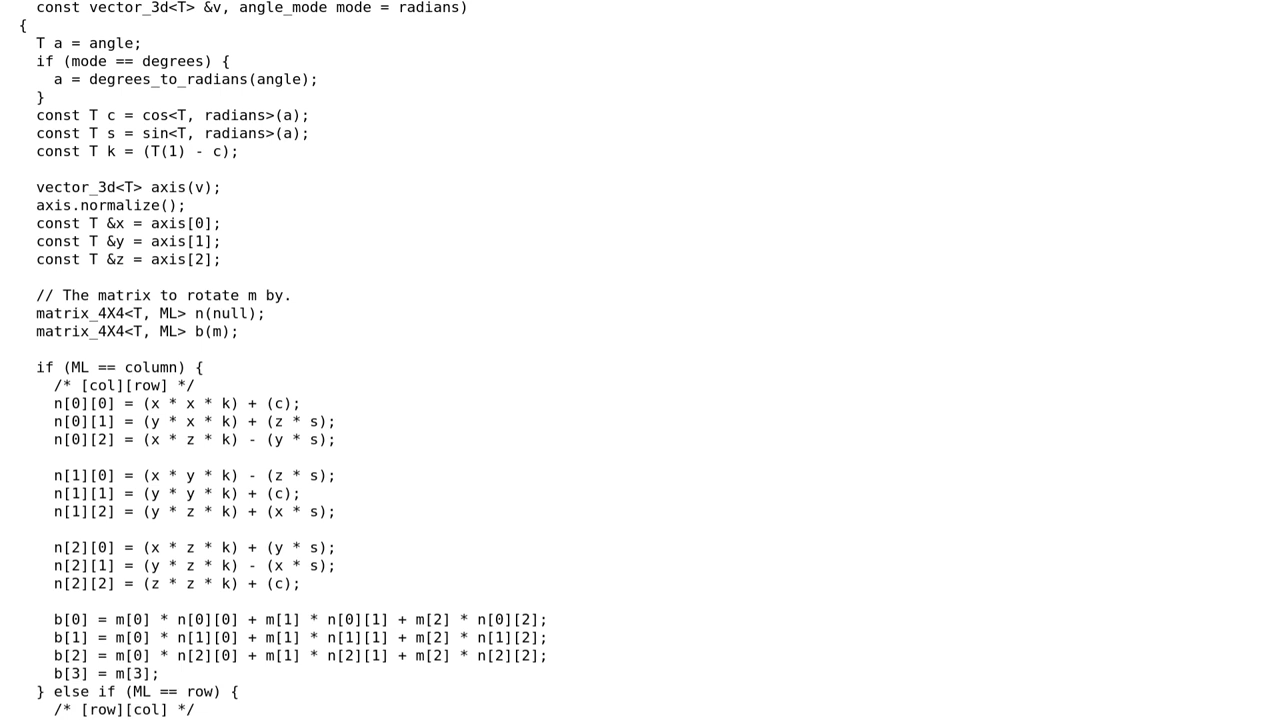 const vector_3d<T> &v, angle_mode mode = radians)
{
T a = angle;
if (mode == degrees) {
a = degrees_to_radians(angle);
}
const T c = cos<T, radians>(a);
const T s = sin<T, radians>(a);
const T k = (T(1) - c);
vector_3d<T> axis(v);
axis.normalize();
const T &x = axis[0];
const T &y = axis[1];
const T &z = axis[2];
// The matrix to rotate m by.
matrix_4X4<T, ML> n(null);
matrix_4X4<T, ML> b(m);
if (ML == column) {
/* [col][row] */
n[0][0] = (x * x * k) + (c);
n[0][1] = (y * x * k) + (z * s);
n[0][2] = (x * z * k) - (y * s);
n[1][0] = (x * y * k) - (z * s);
n[1][1] = (y * y * k) + (c);
n[1][2] = (y * z * k) + (x * s);
n[2][0] = (x * z * k) + (y * s);
n[2][1] = (y * z * k) - (x * s);
n[2][2] = (z * z * k) + (c);
b[0] = m[0] * n[0][0] + m[1] * n[0][1] + m[2] * n[0][2];
b[1] = m[0] * n[1][0] + m[1] * n[1][1] + m[2] * n[1][2];
b[2] = m[0] * n[2][0] + m[1] * n[2][1] + m[2] * n[2][2];
b[3] = m[3];
} else if (ML == row) {
/* [row][col] */